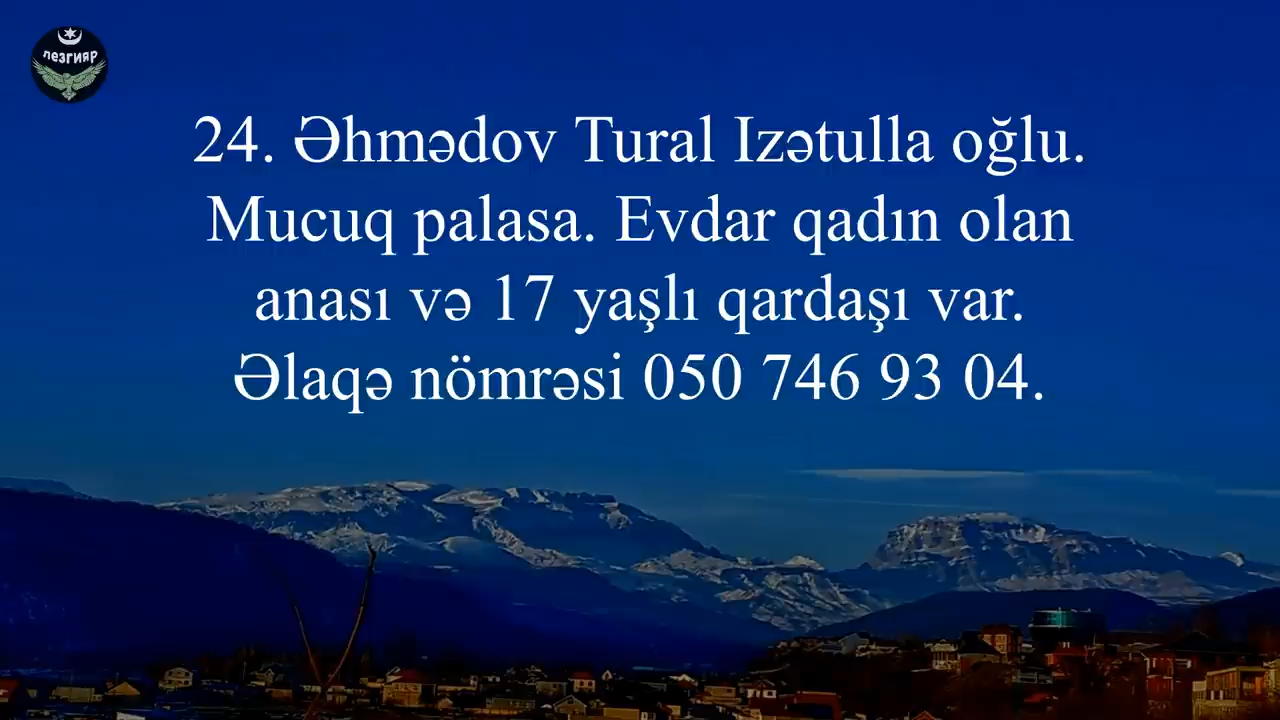 лезгияр
24. Əhmədov Tural Izətulla oğlu.
Mucuq palasa. Evdar qadın olan
anası və 17 yaşlı qardaşı var.
Əlaqə nömrəsi 050 746 93 04.